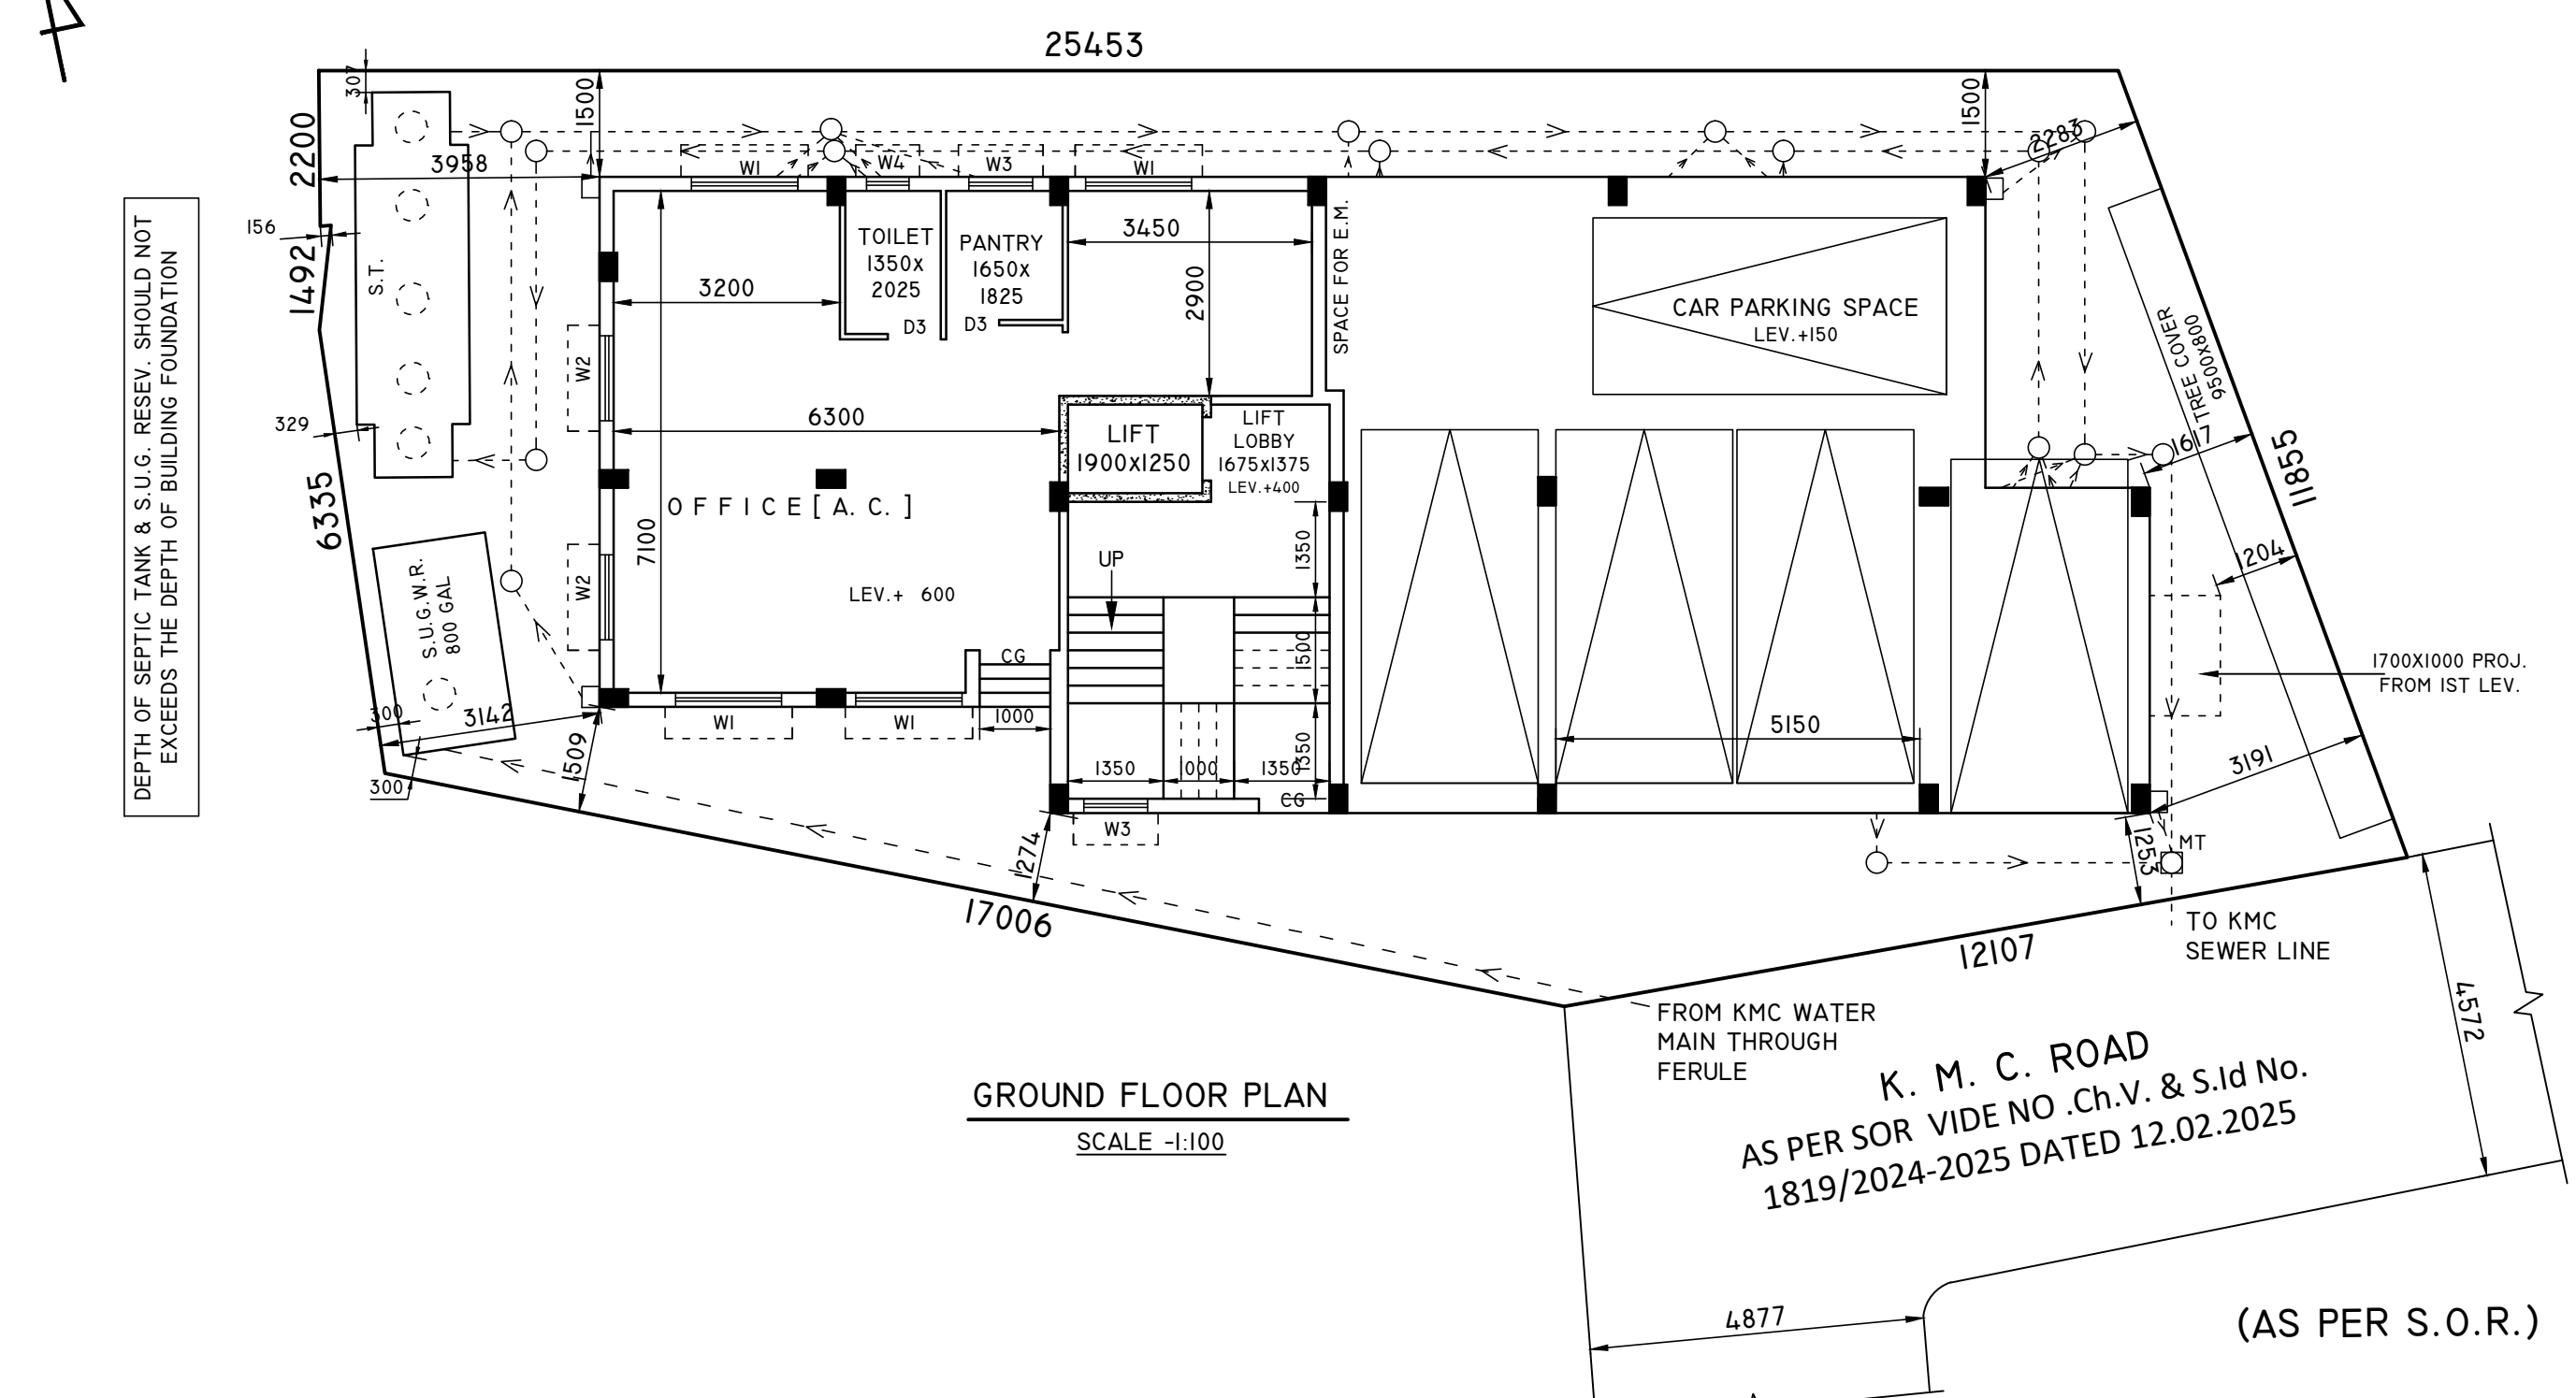 25453
307
1500
1500
2283
2200
3958
W1
W4
W3
W1
156
1492
S.T.
TOILET
1350X
2025
PANTRY
1650X
1825
D3
D3
3450
3200
2900
SPACE FOR E.M.
CAR PARKING SPACE
LEV.+150
TREE COVER
9500X800
1617
11855
W2
329
6300
LIFT
1900x1250
LIFT
LOBBY
1675x1375
LEV.+400
OFFICE [ A. C. ]
7100
DEPTH OF SEPTIC TANK & S.U.G. RESEV. SHOULD NOT
EXCEEDS THE DEPTH OF BUILDING FOUNDATION
6335
UP
1350
1204
W2
S.U.G.W.R.
800 GAL
LEV.+ 600
CG
1500
1700X1000 PROJ.
FROM IST LEV.
300
3142
1509
W1
W1
1000
1350
5150
3191
300
1350
1000
1350
CG
W3
1274
1253
MT
17006
12107
TO KMC
SEWER LINE
FROM KMC WATER
MAIN THROUGH
FERULE
4572
K. M. C. ROAD
AS PER SOR VIDE NO .Ch.V. & S.Id No.
1819/2024-2025 DATED 12.02.2025
GROUND FLOOR PLAN
SCALE -1:100
4877
(AS PER S.O.R.)